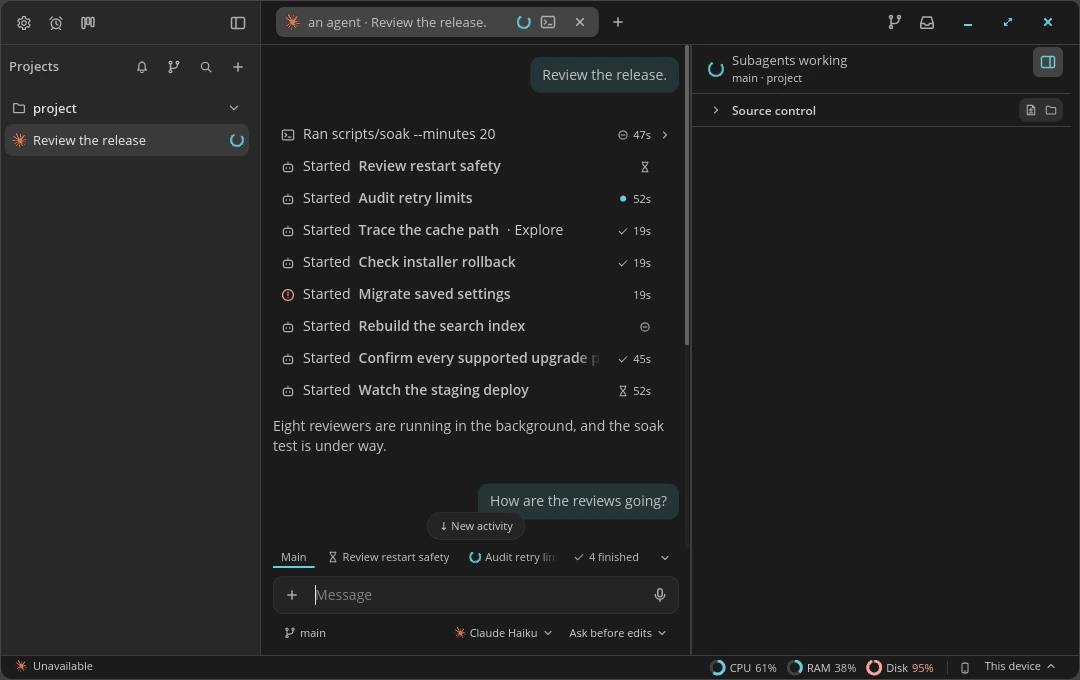 an agent · Review the release.
Projects
project
Review the release
Review the release.
Ran scripts/soak --minutes 20 47s
Started Review restart safety
Started Audit retry limits 52s
Started Trace the cache path · Explore 19s
Started Check installer rollback 19s
Started Migrate saved settings 19s
Started Rebuild the search index
Started Confirm every supported upgrade p 45s
Started Watch the staging deploy 52s
Eight reviewers are running in the background, and the soak
test is under way.
How are the reviews going?
↓ New activity
Main Review restart safety Audit retry lim 4 finished
Message
main Claude Haiku Ask before edits
Subagents working
main · project
Source control
Unavailable
CPU 61% RAM 38% Disk 95% This device